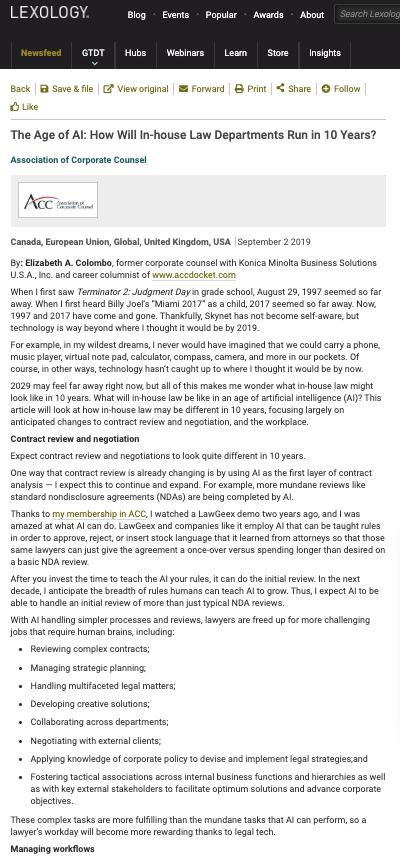 LEXOLOGY.
Blog Events Popular Awards About Search Lexolog
Newsfeed GTDT Hubs Webinars Learn Store Insights
Back Save & file View original Forward Print Share Follow
Like
The Age of AI: How Will In-house Law Departments Run in 10 Years?
Association of Corporate Counsel
ACC Association of
Corporate Counsel
Canada, European Union, Global, United Kingdom, USA September 2 2019
By: Elizabeth A. Colombo, former corporate counsel with Konica Minolta Business Solutions
U.S.A., Inc. and career columnist of www.accdocket.com
When I first saw Terminator 2: Judgment Day in grade school, August 29, 1997 seemed so far
away. When I first heard Billy Joel's “Miami 2017” as a child, 2017 seemed so far away. Now,
1997 and 2017 have come and gone. Thankfully, Skynet has not become self-aware, but
technology is way beyond where I thought it would be by 2019.
For example, in my wildest dreams, I never would have imagined that we could carry a phone,
music player, virtual note pad, calculator, compass, camera, and more in our pockets. Of
course, in other ways, technology hasn't caught up to where I thought it would be by now.
2029 may feel far away right now, but all of this makes me wonder what in-house law might
look like in 10 years. What will in-house law be like in an age of artificial intelligence (AI)? This
article will look at how in-house law may be different in 10 years, focusing largely on
anticipated changes to contract review and negotiation, and the workplace.
Contract review and negotiation
Expect contract review and negotiations to look quite different in 10 years.
One way that contract review is already changing is by using AI as the first layer of contract
analysis — I expect this to continue and expand. For example, more mundane reviews like
standard nondisclosure agreements (NDAs) are being completed by AI.
Thanks to my membership in ACC, I watched a LawGeex demo two years ago, and I was
amazed at what AI can do. LawGeex and companies like it employ AI that can be taught rules
in order to approve, reject, or insert stock language that it learned from attorneys so that those
same lawyers can just give the agreement a once-over versus spending longer than desired on
a basic NDA review.
After you invest the time to teach the AI your rules, it can do the initial review. In the next
decade, I anticipate the breadth of rules humans can teach AI to grow. Thus, I expect AI to be
able to handle an initial review of more than just typical NDA reviews.
With AI handling simpler processes and reviews, lawyers are freed up for more challenging
jobs that require human brains, including:
• Reviewing complex contracts;
• Managing strategic planning;
• Handling multifaceted legal matters;
• Developing creative solutions;
• Collaborating across departments;
• Negotiating with external clients;
• Applying knowledge of corporate policy to devise and implement legal strategies;and
• Fostering tactical associations across internal business functions and hierarchies as well
as with key external stakeholders to facilitate optimum solutions and advance corporate
objectives.
These complex tasks are more fulfilling than the mundane tasks that AI can perform, so a
lawyer's workday will become more rewarding thanks to legal tech.
Managing workflows